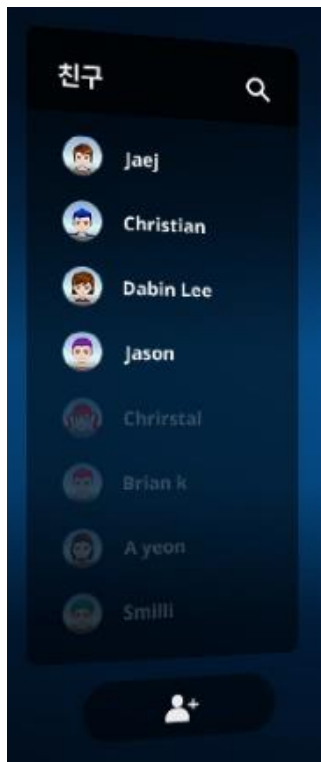 친구
Jaej
Christian
Dabin Lee
Jason
Chrirstal
Brian k
A yeon
Smilli